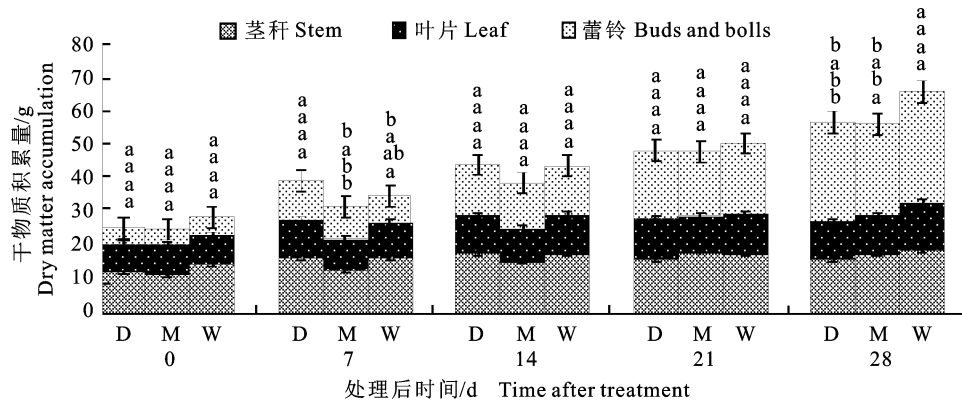 茎秆 Stem 叶片 Leaf 蕾铃 Buds and bolls
干物质积累量/g
Dry matter accumulation
80
70
60
50
40
30
20
10
0
a a a
a a a
a a a
a a a
a b b
a a a
a b ab
a b a
a a a
a a a
a a a
a a a
a a a
a a a
a a a
a a a
b b a
a a a
b b a
b a a
D M W D M W D M W D M W D M W
0 7 14 21 28
处理后时间/d Time after treatment